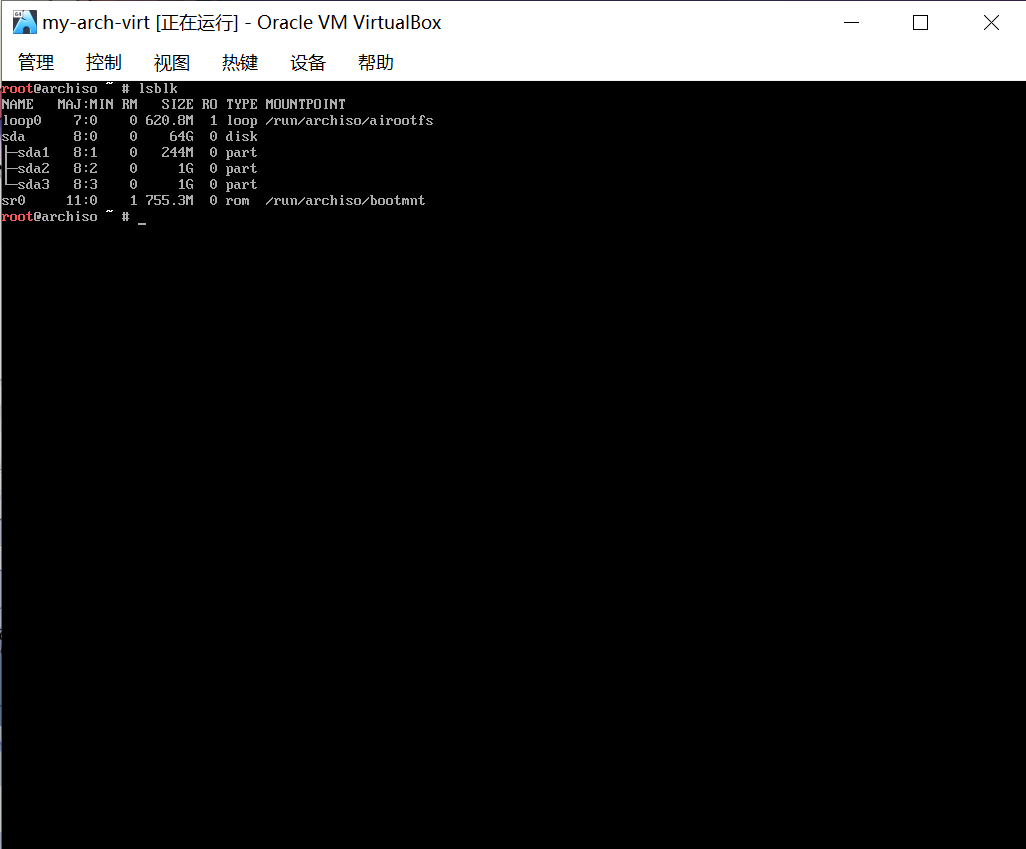 my-arch-virt [正在运行] - Oracle VM VirtualBox
管理 控制 视图 热键 设备 帮助
root@archiso ~ # lsblk
NAME   MAJ:MIN RM   SIZE RO TYPE MOUNTPOINT
loop0    7:0    0 620.8M  1 loop /run/archiso/airootfs
sda      8:0    0    64G  0 disk
├─sda1   8:1    0   244M  0 part
├─sda2   8:2    0     1G  0 part
└─sda3   8:3    0     1G  0 part
sr0     11:0    1 755.3M  0 rom  /run/archiso/bootmnt
root@archiso ~ # _